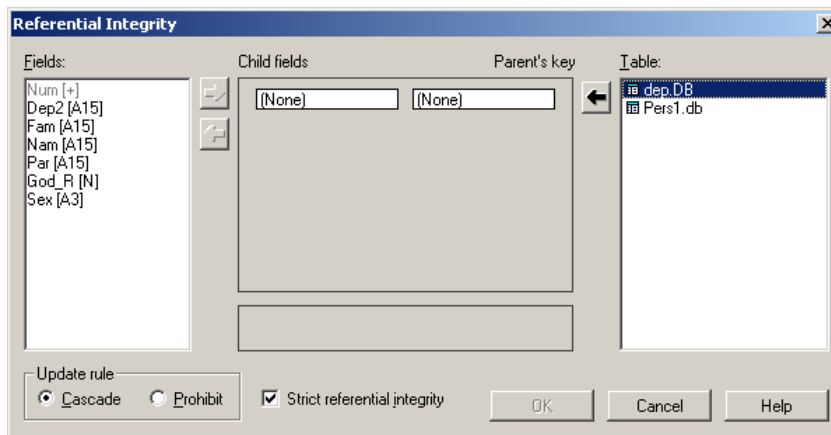 Referential Integrity
Fields:
Child fields
Parent's key
Table:
Num [+]
Dep2 [A15]
Fam [A15]
Nam [A15]
Par [A15]
God_R [N]
Sex [A3]
(None)
(None)
dep.DB
Pers1.db
Update rule
Cascade
Prohibit
Strict referential integrity
OK
Cancel
Help